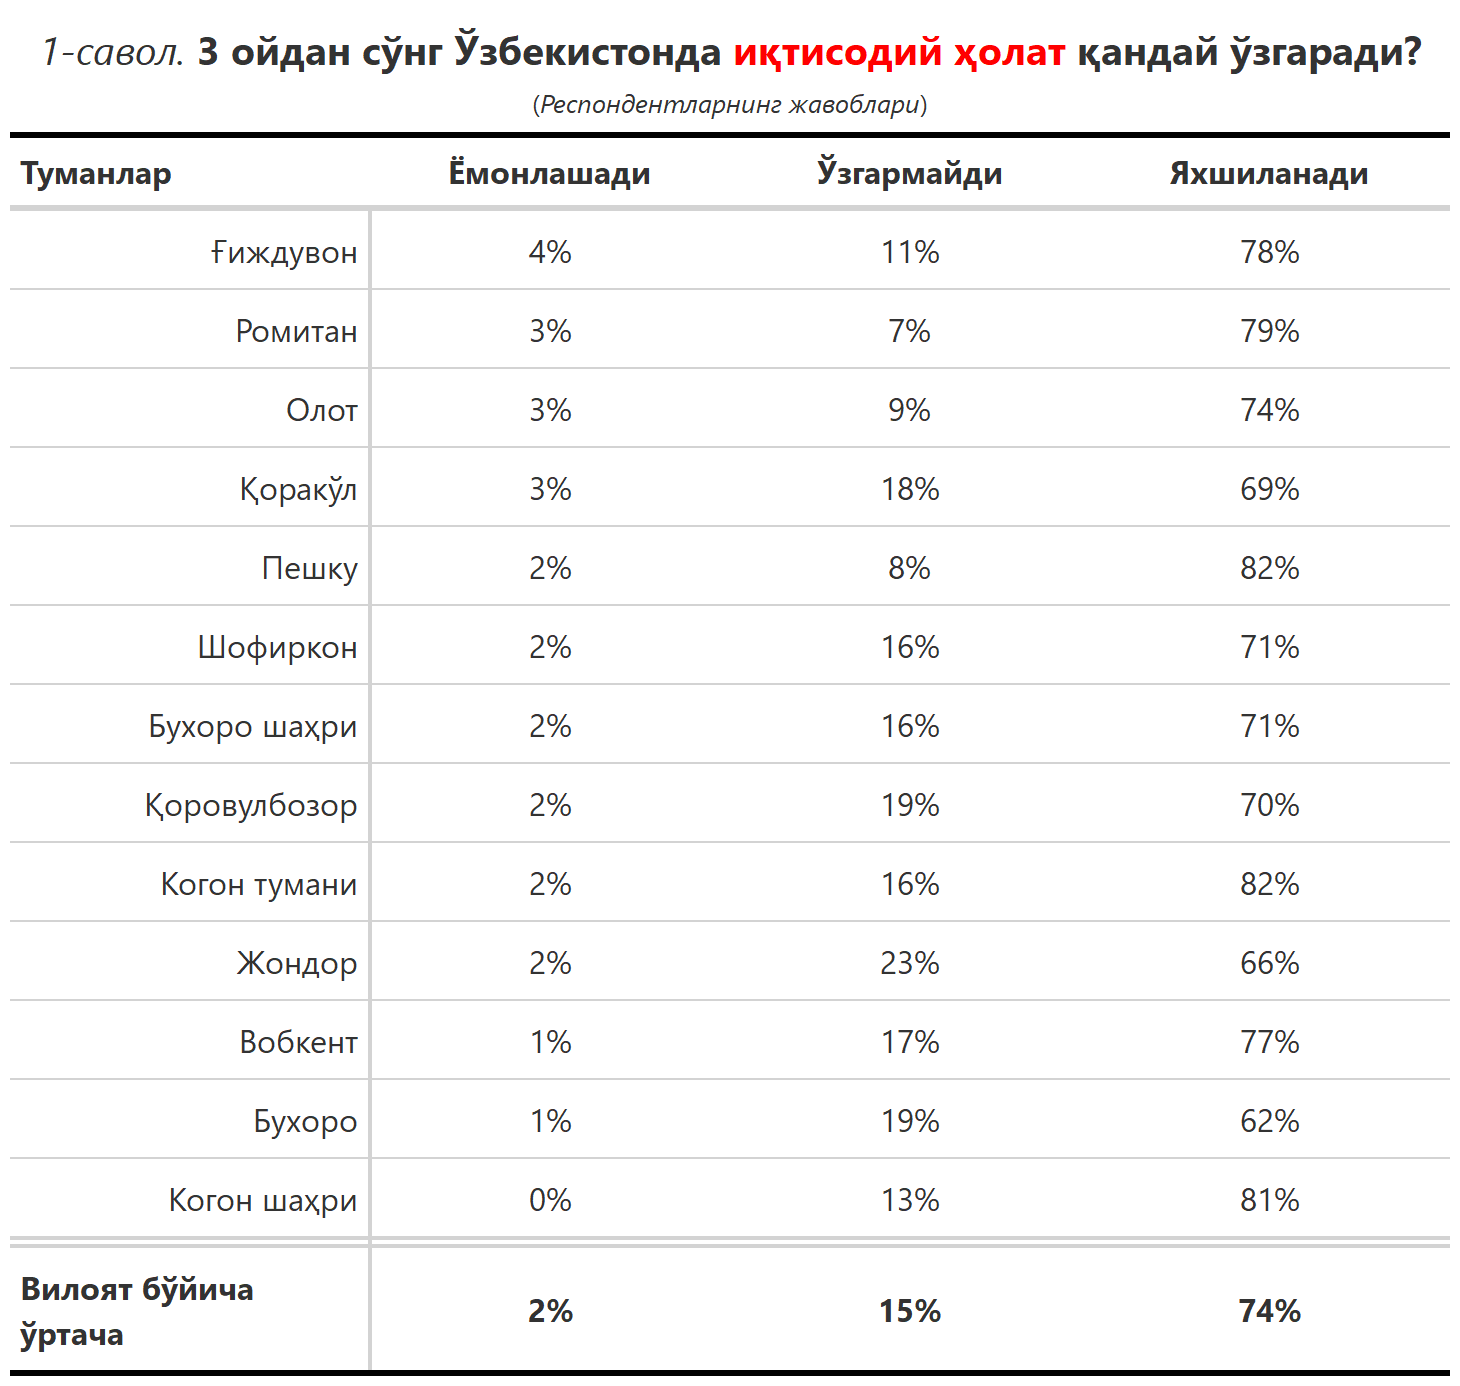 1-савол. 3 ойдан сўнг Ўзбекистонда иқтисодий ҳолат қандай ўзгаради?
(Респондентларнинг жавоблари)
Туманлар Ёмонлашади Ўзгармайди Яхшиланади
Ғиждувон 4% 11% 78%
Ромитан 3% 7% 79%
Олот 3% 9% 74%
Қоракўл 3% 18% 69%
Пешку 2% 8% 82%
Шофиркон 2% 16% 71%
Бухоро шаҳри 2% 16% 71%
Қоровулбозор 2% 19% 70%
Когон тумани 2% 16% 82%
Жондор 2% 23% 66%
Вобкент 1% 17% 77%
Бухоро 1% 19% 62%
Когон шаҳри 0% 13% 81%
Вилоят бўйича
ўртача 2% 15% 74%